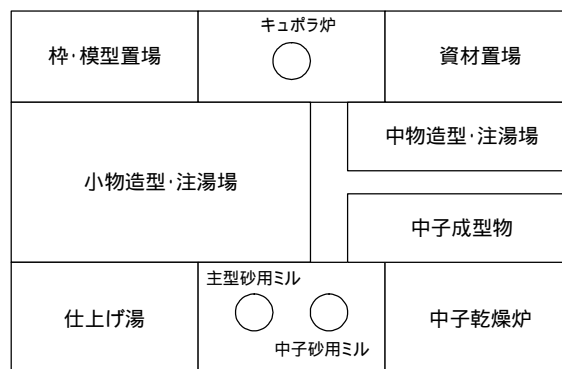 枠・模型置場
キュポラ炉
資材置場
小物造型・注湯場
中物造型・注湯場
中子成型物
仕上げ湯
主型砂用ミル
中子砂用ミル
中子乾燥炉